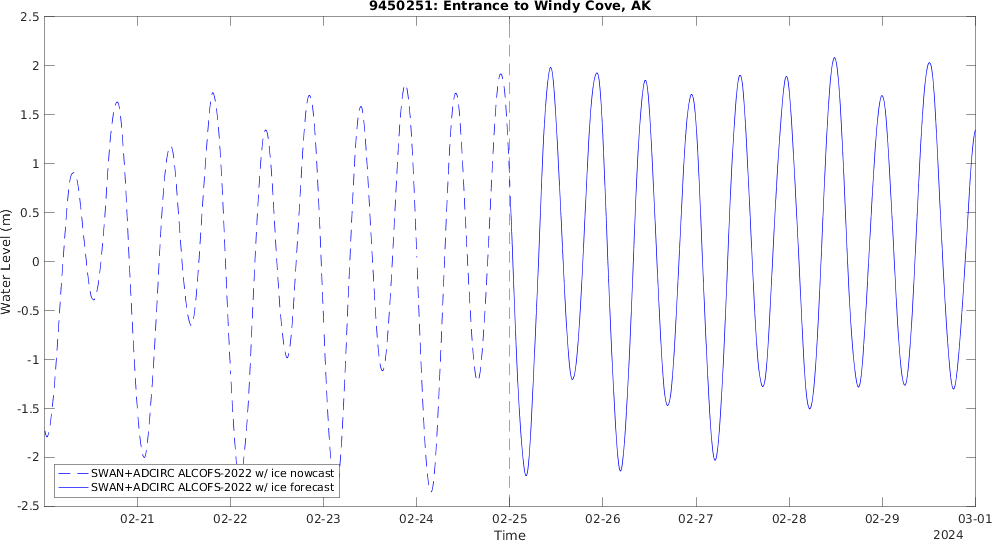 9450251: Entrance to Windy Cove, AK
2.5
2
1.5
1
0.5
0
-0.5
-1
-1.5
-2
-2.5
Water Level (m)
SWAN+ADCIRC ALCOFS-2022 w/ ice nowcast
SWAN+ADCIRC ALCOFS-2022 w/ ice forecast
02-21 02-22 02-23 02-24 02-25 02-26 02-27 02-28 02-29 03-01
Time
2024